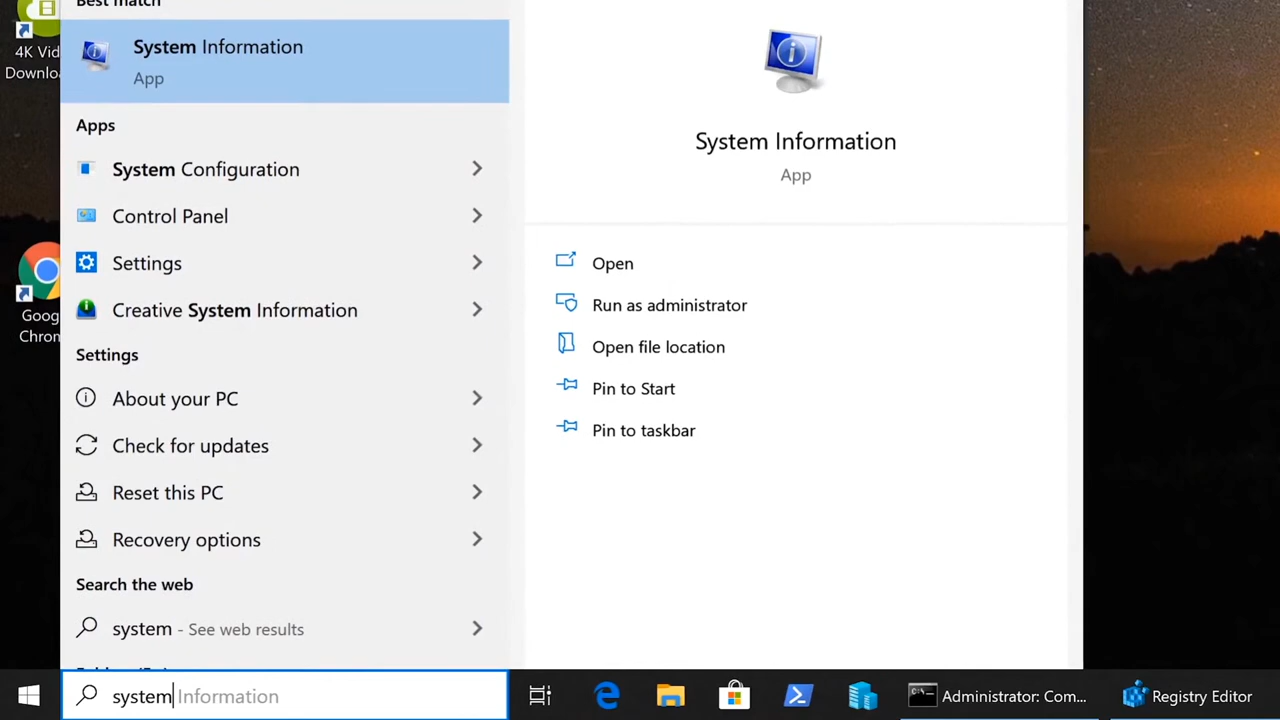 Best match
4K Vid
Downlo
System Information
App
Apps
System Configuration
Control Panel
Settings
Creative System Information
Goog
Chron
Settings
About your PC
Check for updates
Reset this PC
Recovery options
Search the web
system - See web results
system Information
System Information
App
Open
Run as administrator
Open file location
Pin to Start
Pin to taskbar
Administrator: Com...
Registry Editor